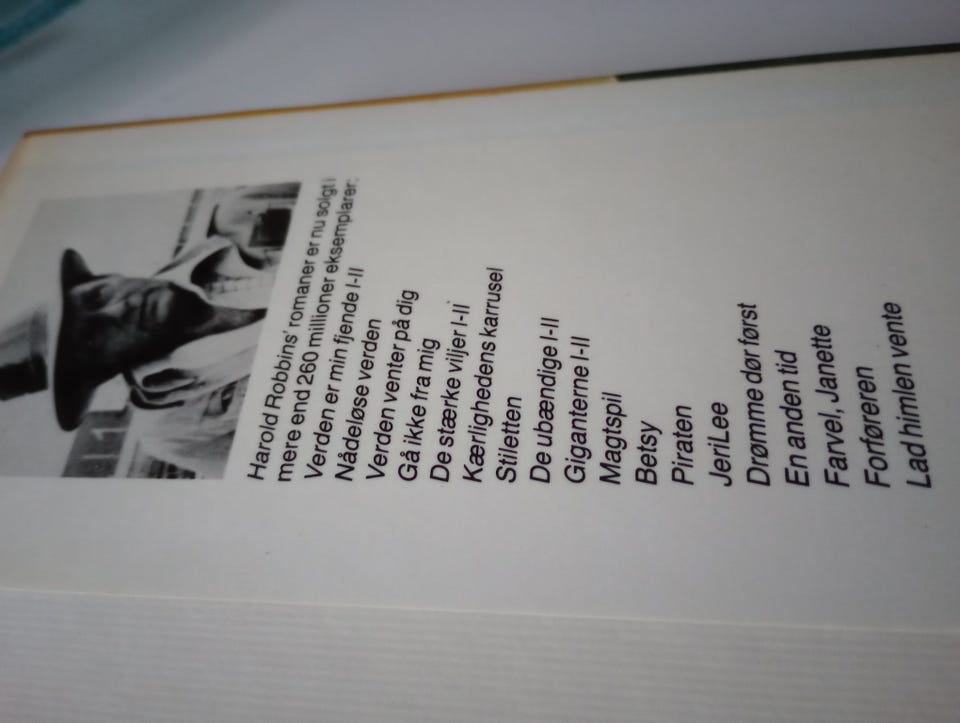 Harold Robbins' romaner er nu solgt i
mere end 260 millioner eksemplarer:
Verden er min fjende I-II
Nådeløse verden
Verden venter på dig
Gå ikke fra mig
De stærke viljer I-II
Kærlighedens karrusel
Stiletten
De ubændige I-II
Giganterne I-II
Magtspil
Betsy
Piraten
JeriLee
Drømme dør først
En anden tid
Farvel, Janette
Forføreren
Lad himlen vente